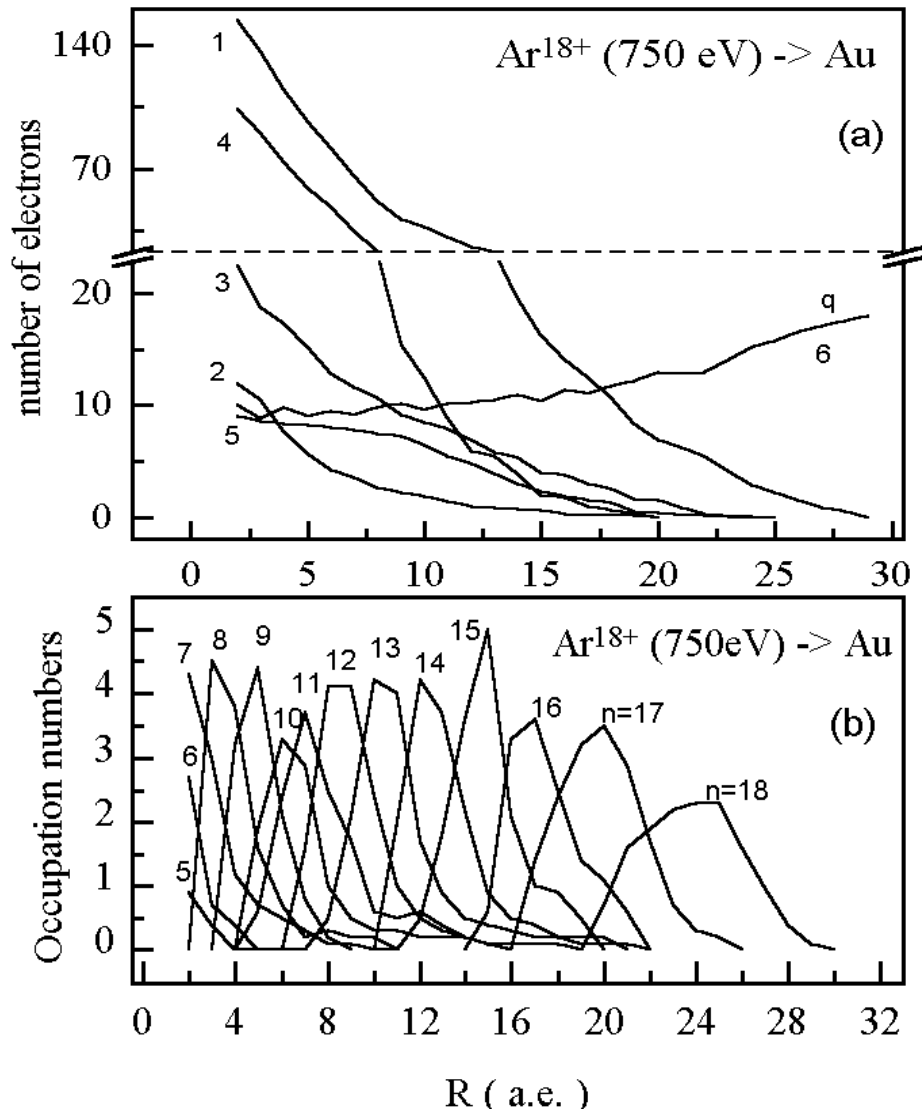 Ar18+ (750 eV) -> Au
(a)
number of electrons
140
70
20
10
0
1
4
3
2
5
q
6
0 5 10 15 20 25 30
Ar18+ (750eV) -> Au
(b)
Occupation numbers
5
4
3
2
1
0
7 8 9 10 11 12 13 14 15 16 n=17 n=18
6
5
0 4 8 12 16 20 24 28 32
R ( a.e. )